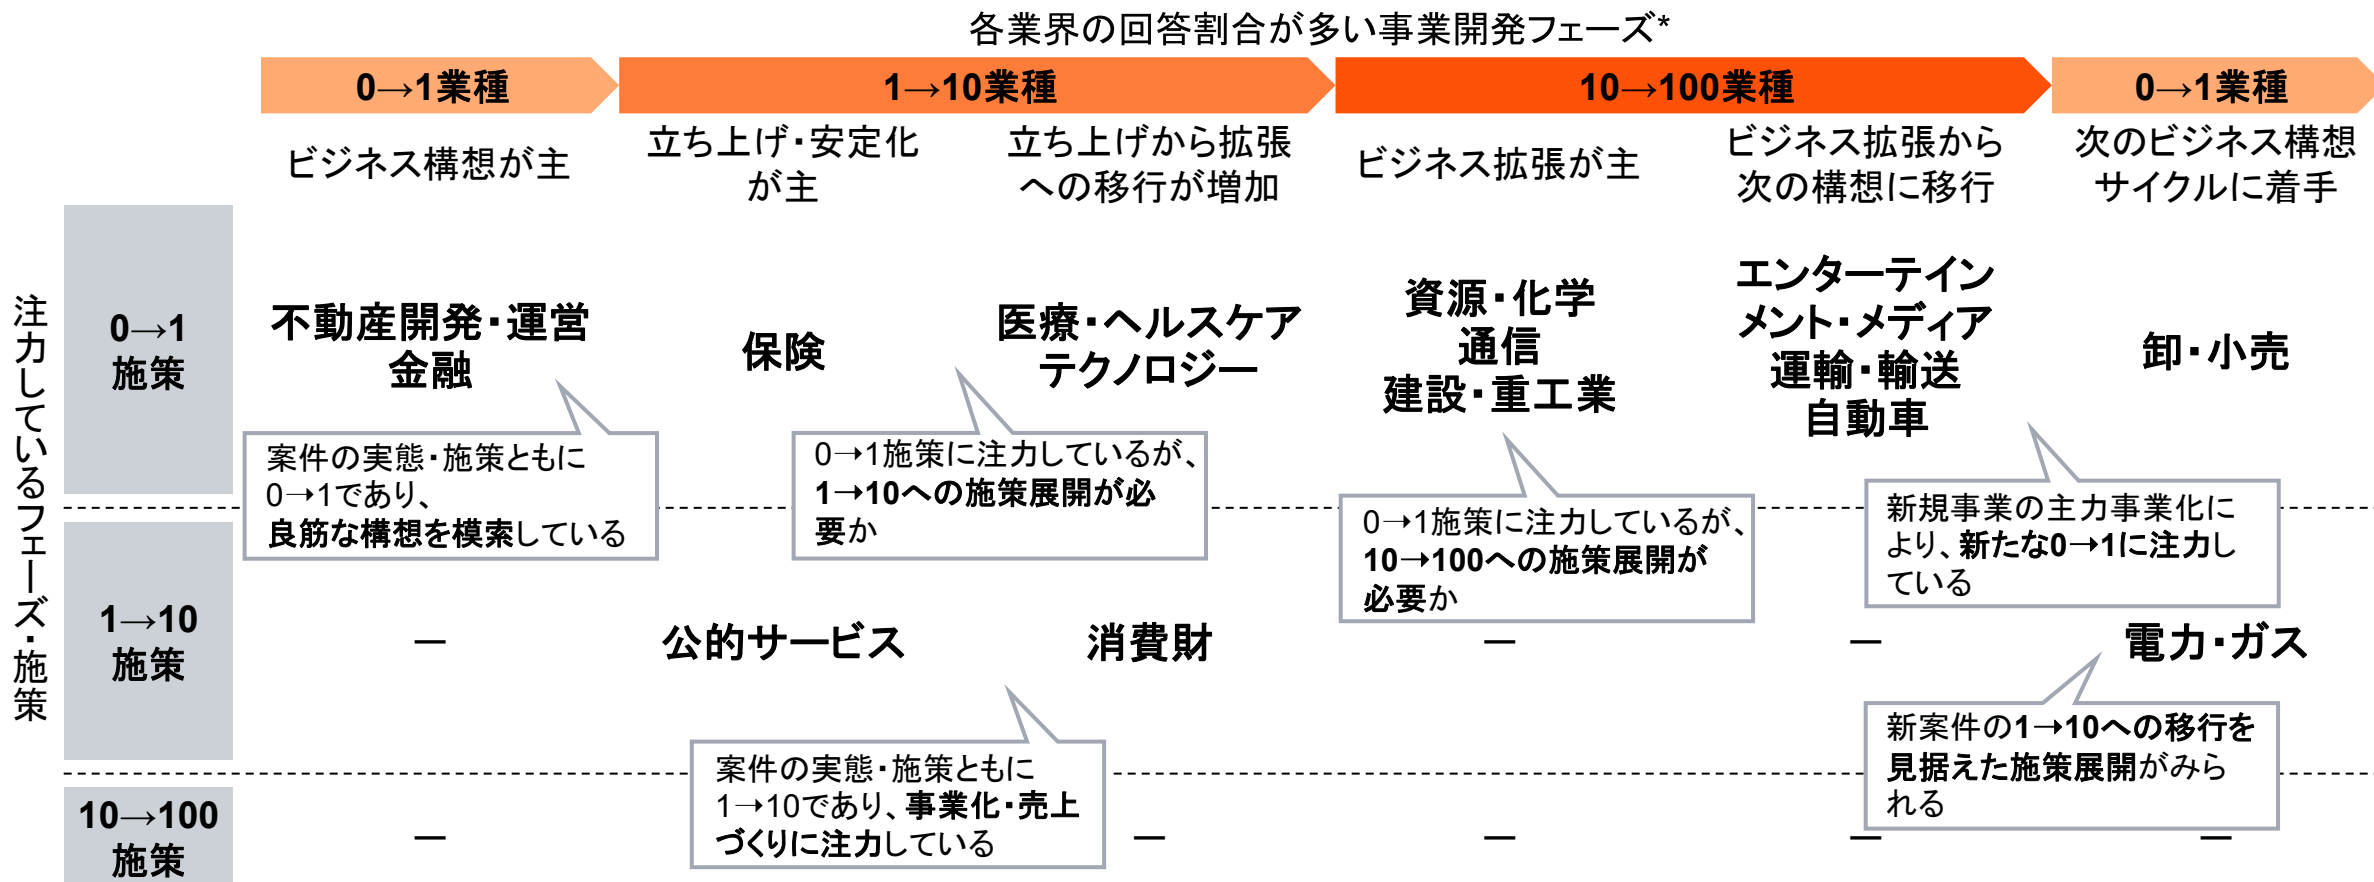 各業界の回答割合が多い事業開発フェーズ*
0→1業種
1→10業種
10→100業種
0→1業種
ビジネス構想が主
立ち上げ・安定化
が主
立ち上げから拡張
への移行が増加
ビジネス拡張が主
ビジネス拡張から
次の構想に移行
次のビジネス構想
サイクルに着手
注力しているフェーズ・施策
0→1
施策
不動産開発・運営
金融
保険
医療・ヘルスケア
テクノロジー
資源・化学
通信
建設・重工業
エンターテイン
メント・メディア
運輸・輸送
自動車
卸・小売
案件の実態・施策ともに
0→1であり、
良筋な構想を模索している
0→1施策に注力しているが、
1→10への施策展開が必
要か
0→1施策に注力しているが、
10→100への施策展開が
必要か
新規事業の主力事業化に
より、新たな0→1に注力し
ている
1→10
施策
―
公的サービス
消費財
―
―
電力・ガス
案件の実態・施策ともに
1→10であり、事業化・売上
づくりに注力している
新案件の1→10への移行を
見据えた施策展開がみら
れる
10→100
施策
―
―
―
―
―